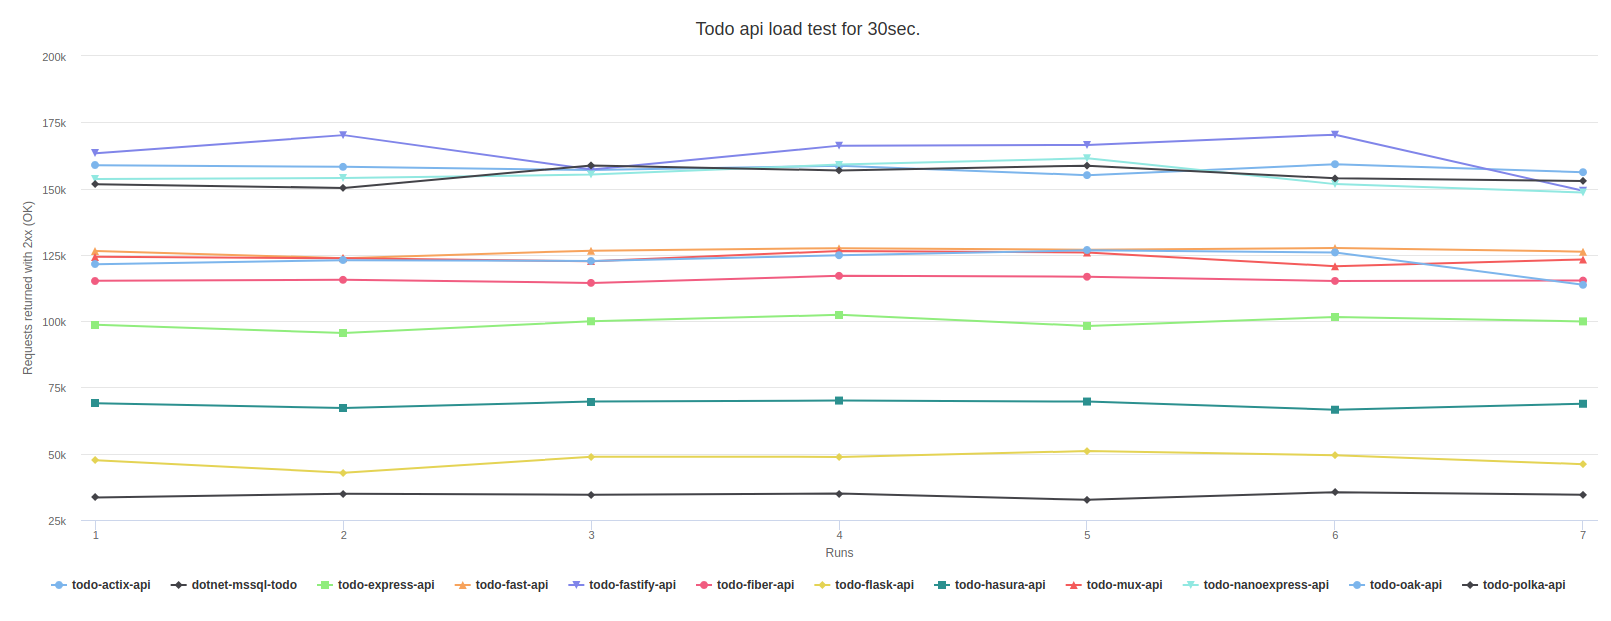 Todo api load test for 30sec.
200k
175k
150k
125k
100k
75k
50k
25k
Requests returned with 2xx (OK)
1 2 3 4 5 6 7
Runs
todo-actix-api dotnet-mssql-todo todo-express-api todo-fast-api todo-fastify-api todo-fiber-api todo-flask-api todo-hasura-api todo-mux-api todo-nanoexpress-api todo-oak-api todo-polka-api